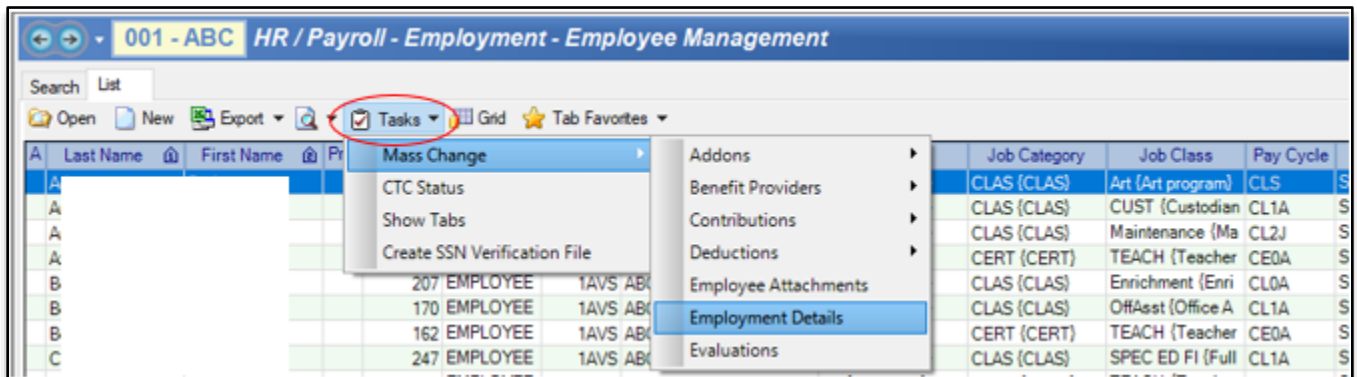 001 - ABC HR / Payroll - Employment - Employee Management
Search List
Open New Export Tasks Grid Tab Favorites
A Last Name First Name Pr Job Category Job Class Pay Cycle
Mass Change
CTC Status
Show Tabs
Create SSN Verification File
Addons
Benefit Providers
Contributions
Deductions
Employee Attachments
Employment Details
Evaluations
A CLAS {CLAS} Art {Art program} CLS S
A CLAS {CLAS} CUST {Custodian CL1A S
A CLAS {CLAS} Maintenance {Ma CL2J S
A CERT {CERT} TEACH {Teacher CE0A S
B 207 EMPLOYEE 1AVS ABC CLAS {CLAS} Enrichment {Enri CL0A S
B 170 EMPLOYEE 1AVS ABC CLAS {CLAS} OffAsst {Office A CL1A S
B 162 EMPLOYEE 1AVS ABC CERT {CERT} TEACH {Teacher CE0A S
C 247 EMPLOYEE 1AVS ABC CLAS {CLAS} SPEC ED FI {Full CL1A S